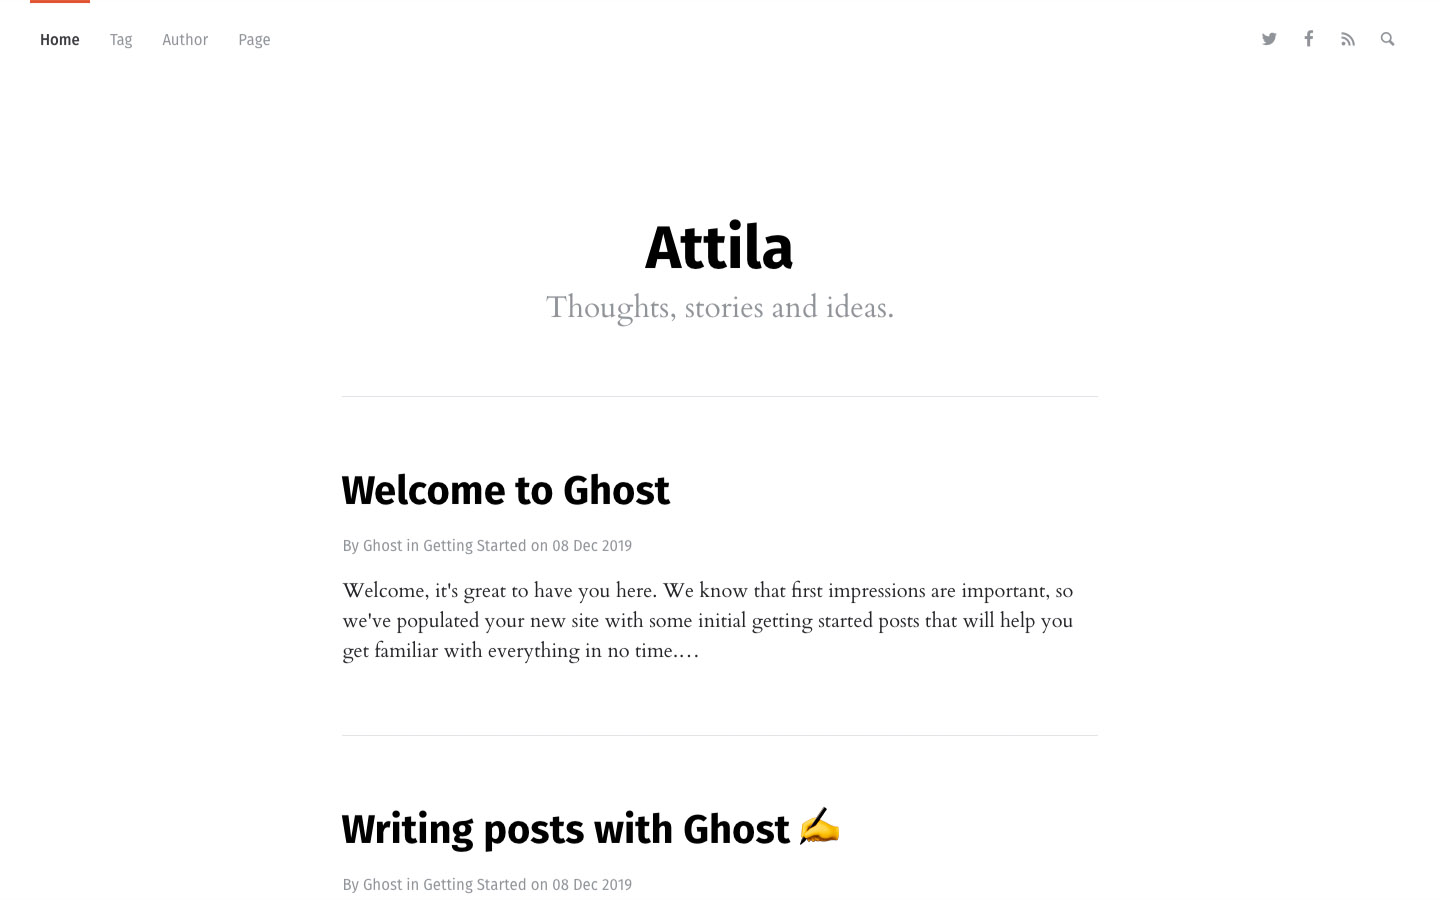 Home Tag Author Page
Attila
Thoughts, stories and ideas.
Welcome to Ghost
By Ghost in Getting Started on 08 Dec 2019
Welcome, it's great to have you here. We know that first impressions are important, so
we've populated your new site with some initial getting started posts that will help you
get familiar with everything in no time.…
Writing posts with Ghost ✍️
By Ghost in Getting Started on 08 Dec 2019